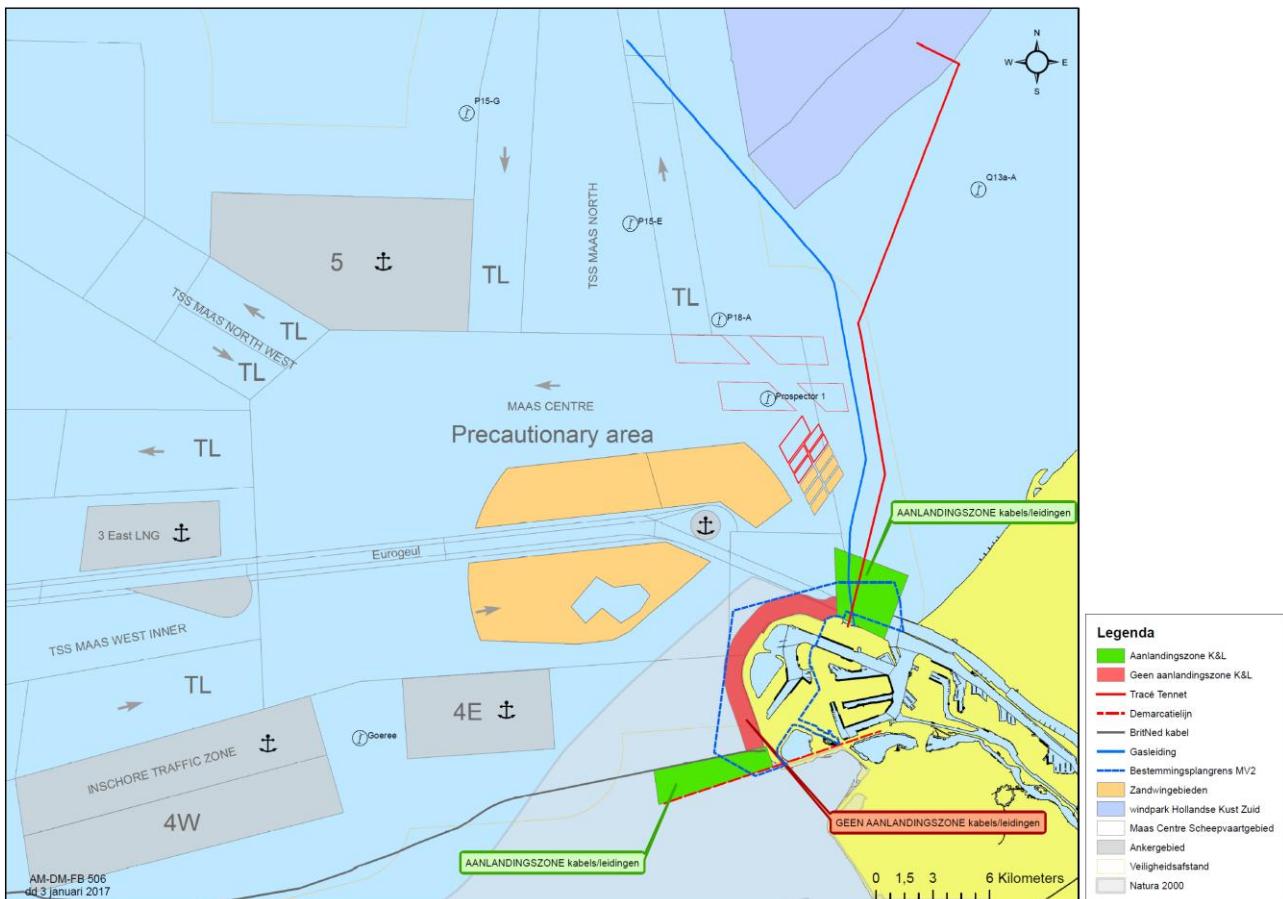 N
W
E
S
P15-G
Q13a-A
P15-E
5
TL
TSS MAAS NORTH
TL
P18-A
TSS MAAS NORTH WEST
TL
TL
MAAS CENTRE
Prospector 1
Precautionary area
TL
AANLANDINGSZONE kabels/leidingen
3 East LNG
Eurogeul
TSS MAAS WEST INNER
TL
4E
Goeree
INSCHORE TRAFFIC ZONE
4W
GEEN AANLANDINGSZONE kabels/leidingen
AANLANDINGSZONE kabels/leidingen
AM-DM-FB 506
dd 3 januari 2017
0 1,5 3 6 Kilometers
Legenda
Aanlandingszone K&L
Geen aanlandingszone K&L
Tracé Tennet
Demarcatielijn
BritNed kabel
Gasleiding
Bestemmingsplangrens MV2
Zandwingebieden
windpark Hollandse Kust Zuid
Maas Centre Scheepvaartgebied
Ankergebied
Veiligheidsafstand
Natura 2000